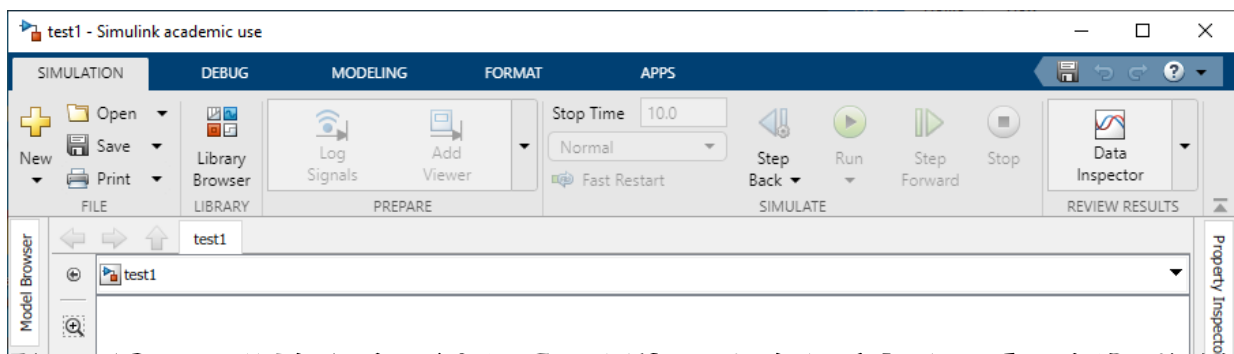 test1 - Simulink academic use
SIMULATION DEBUG MODELING FORMAT APPS
New
Open
Save
Print
FILE
Library Browser
LIBRARY
Log Signals
Add Viewer
PREPARE
Stop Time 10.0
Normal
Fast Restart
Step Back
Run
Step Forward
Stop
SIMULATE
Data Inspector
REVIEW RESULTS
Model Browser
test1
test1
Property Inspecto